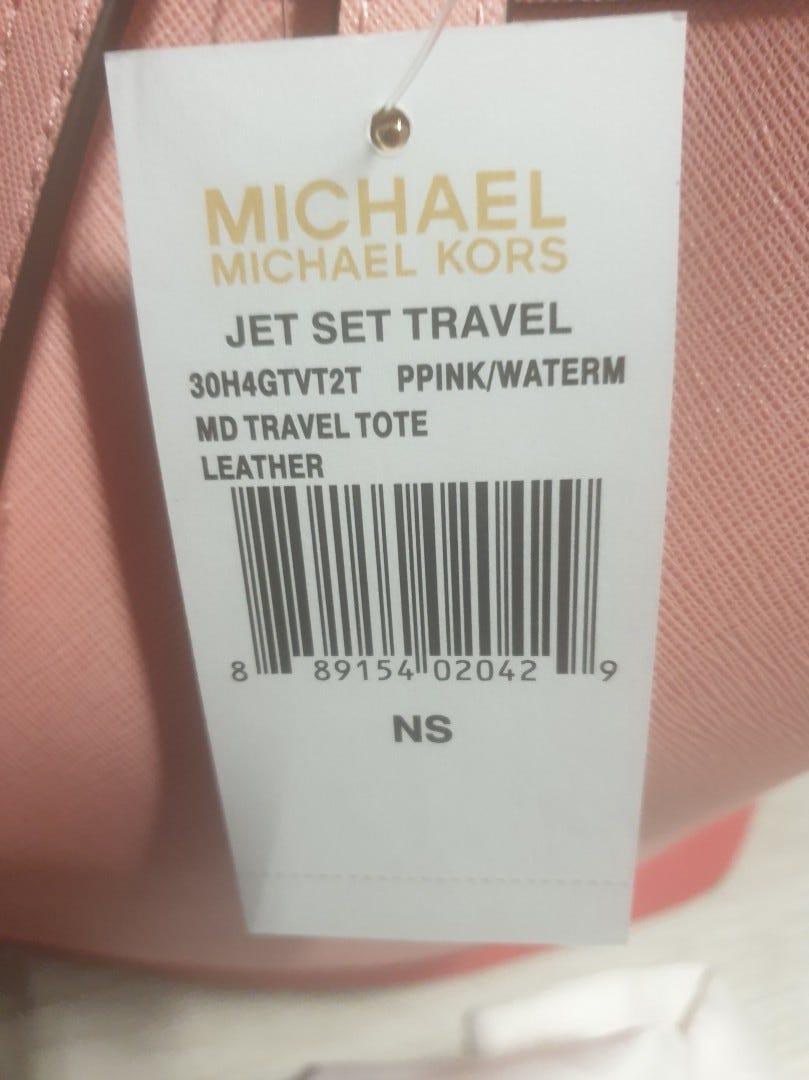 MICHAEL
MICHAEL KORS
JET SET TRAVEL
30H4GTVT2T PPINK/WATERM
MD TRAVEL TOTE
LEATHER
8 89154 02042 9
NS